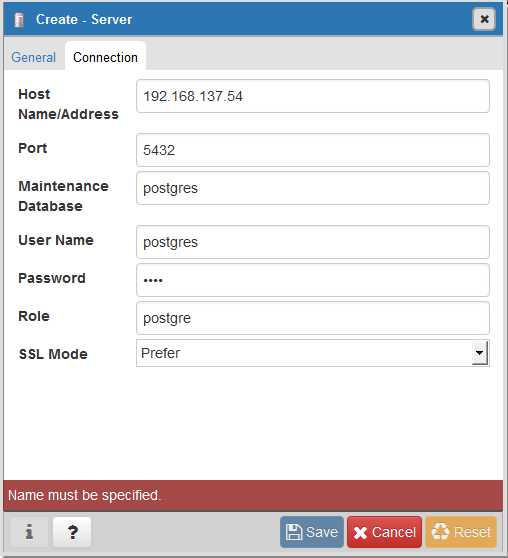 Create - Server
General Connection
Host
Name/Address
192.168.137.54
Port
5432
Maintenance
Database
postgres
User Name
postgres
Password
••••
Role
postgre
SSL Mode
Prefer
Name must be specified.
i ? Save Cancel Reset